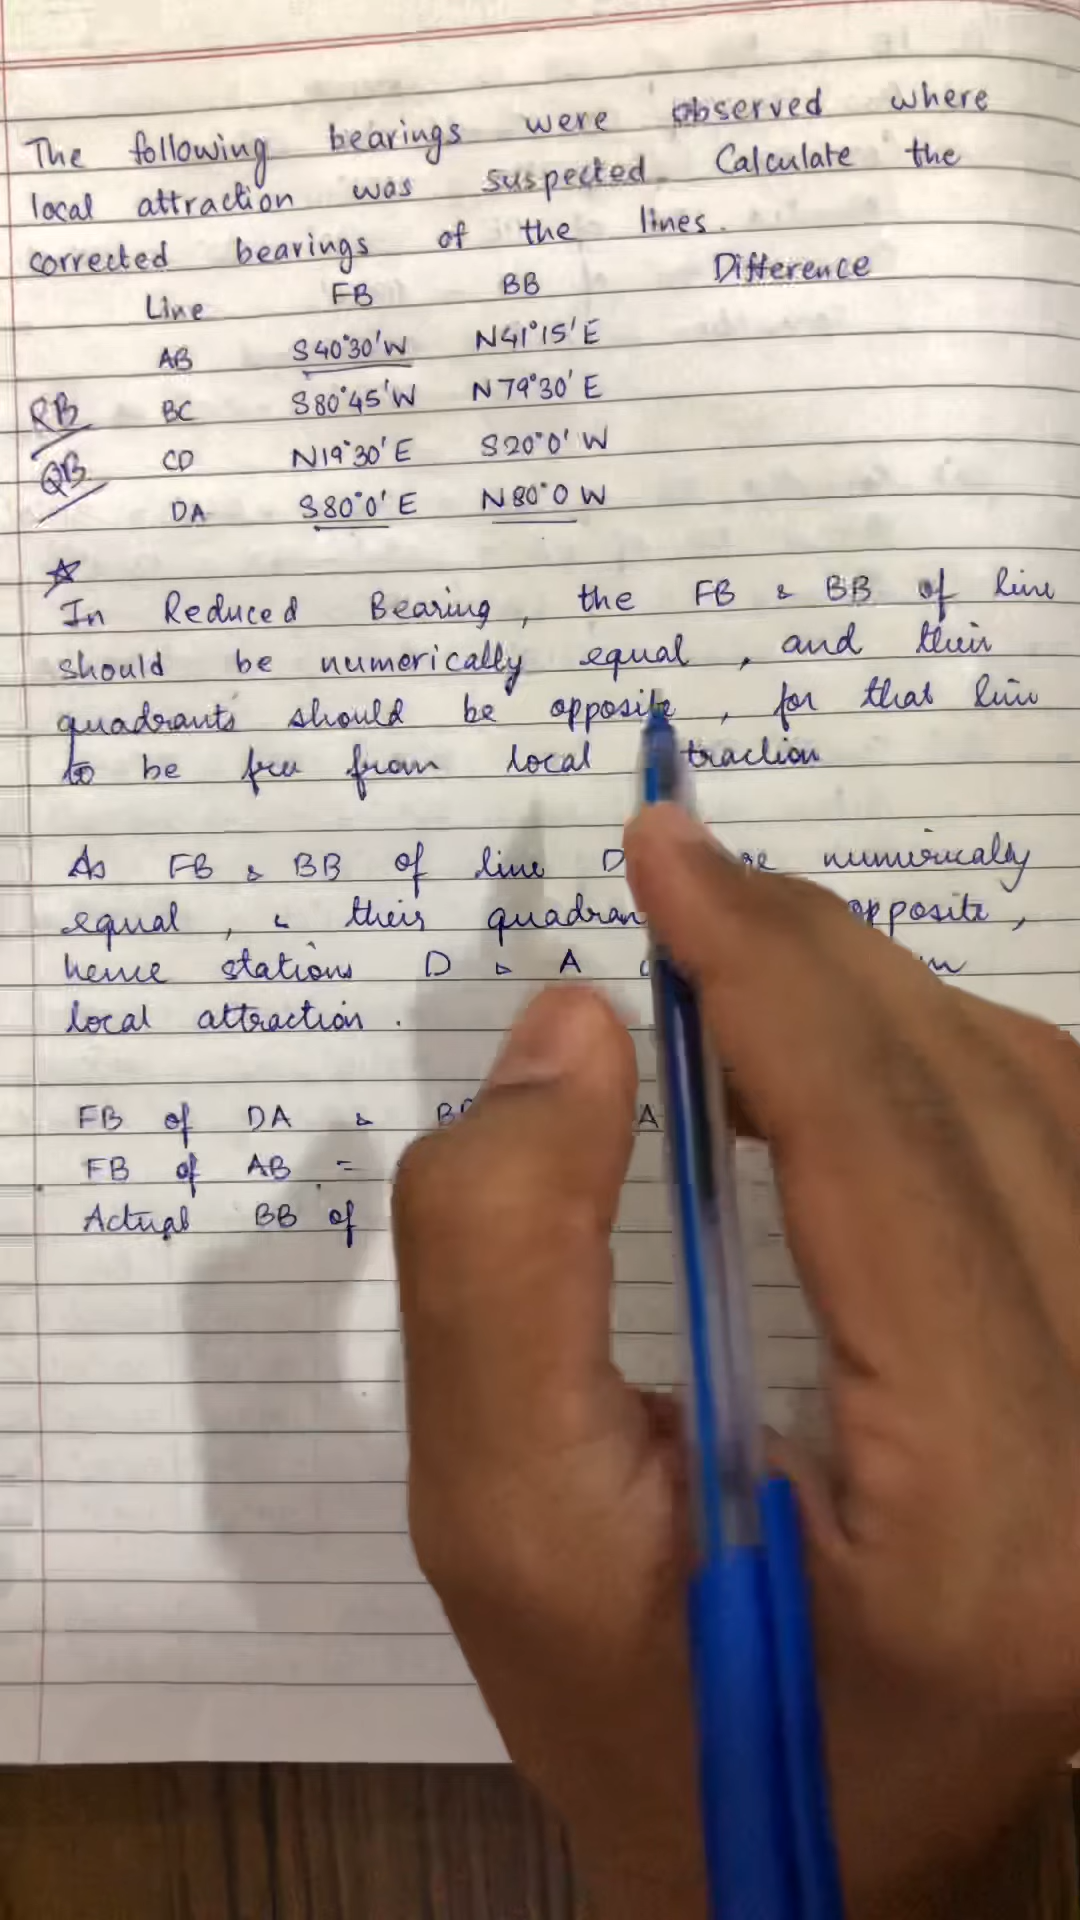 The following bearings were observed where
local attraction was suspected. Calculate the
corrected bearings of the lines.
Line FB BB Difference
AB S40°30'W N41°15'E
RB BC S80°45'W N79°30'E
QB CD N19°30'E S20°0'W
DA S80°0'E N80°0W
In Reduced Bearing, the FB & BB of line
should be numerically equal, and their
quadrants should be opposite, for that line
to be free from local traction
As FB & BB of line numerically
equal, & their opposite,
hence stations D & A
local attraction.
FB of DA & A
FB of AB =
Actual BB of